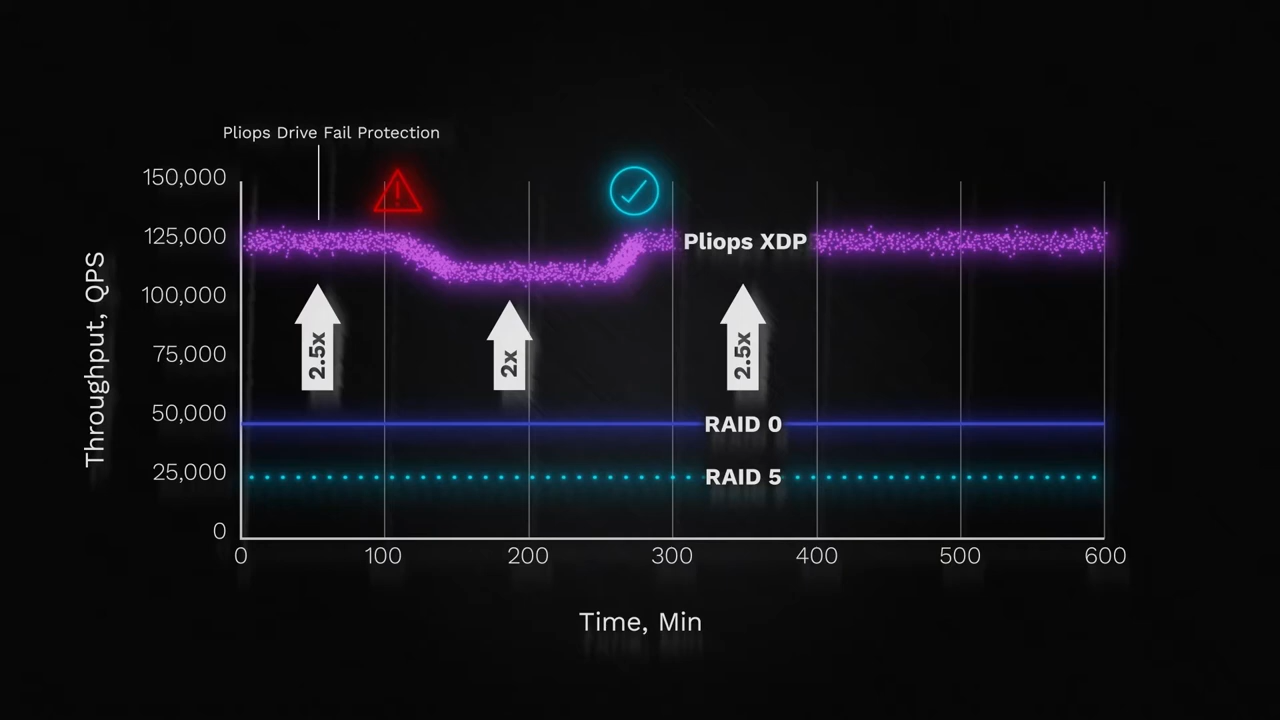 Pliops Drive Fail Protection
150,000
125,000
Pliops XDP
100,000
75,000
2.5x
2x
2.5x
50,000
RAID 0
25,000
RAID 5
0
Throughput, QPS
0 100 200 300 400 500 600
Time, Min